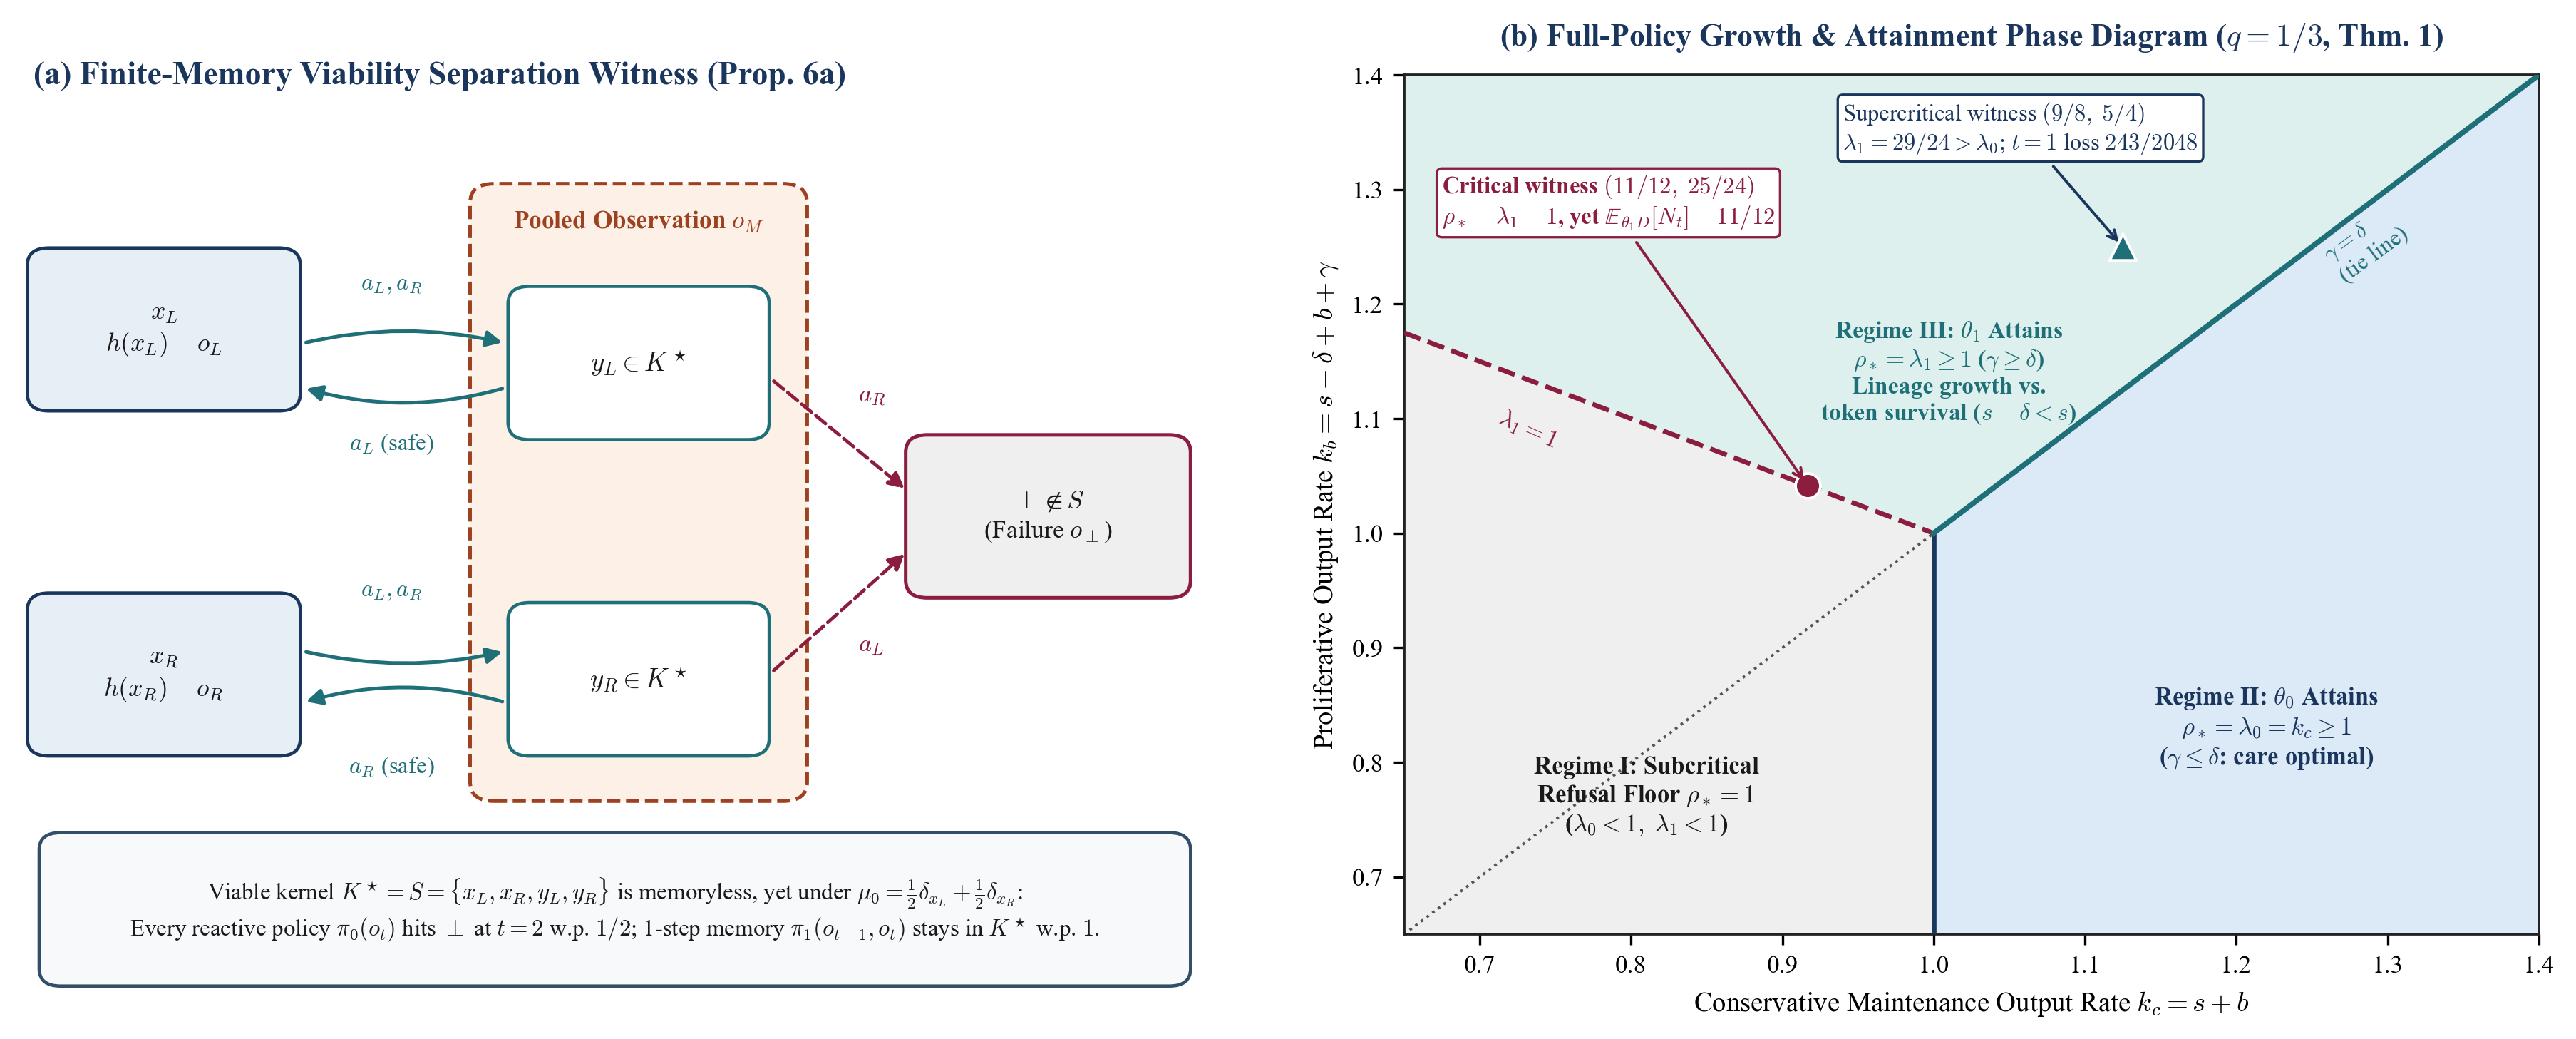 (a) Finite-Memory Viability Separation Witness (Prop. 6a)
Pooled Observation o_M
x_L
h(x_L) = o_L
a_L, a_R
a_L (safe)
y_L ∈ K⋆
a_R
⊥ ∉ S
(Failure o_⊥)
x_R
h(x_R) = o_R
a_L, a_R
a_R (safe)
y_R ∈ K⋆
a_L
Viable kernel K⋆ = S = {x_L, x_R, y_L, y_R} is memoryless, yet under μ_0 = ½δ_{x_L} + ½δ_{x_R}:
Every reactive policy π_0(o_t) hits ⊥ at t = 2 w.p. 1/2; 1-step memory π_1(o_{t−1}, o_t) stays in K⋆ w.p. 1.
(b) Full-Policy Growth & Attainment Phase Diagram (q = 1/3, Thm. 1)
Proliferative Output Rate k_b = s − δ + b + γ
1.4
1.3
1.2
1.1
1.0
0.9
0.8
0.7
Supercritical witness (9/8, 5/4)
λ_1 = 29/24 > λ_0; t = 1 loss 243/2048
Critical witness (11/12, 25/24)
ρ_* = λ_1 = 1, yet 𝔼_{θ_1D}[N_t] = 11/12
γ = δ
(tie line)
Regime III: θ_1 Attains
ρ_* = λ_1 ≥ 1 (γ ≥ δ)
Lineage growth vs.
token survival (s − δ < s)
λ_1 = 1
Regime II: θ_0 Attains
ρ_* = λ_0 = k_c ≥ 1
(γ ≤ δ: care optimal)
Regime I: Subcritical
Refusal Floor ρ_* = 1
(λ_0 < 1, λ_1 < 1)
0.7 0.8 0.9 1.0 1.1 1.2 1.3 1.4
Conservative Maintenance Output Rate k_c = s + b